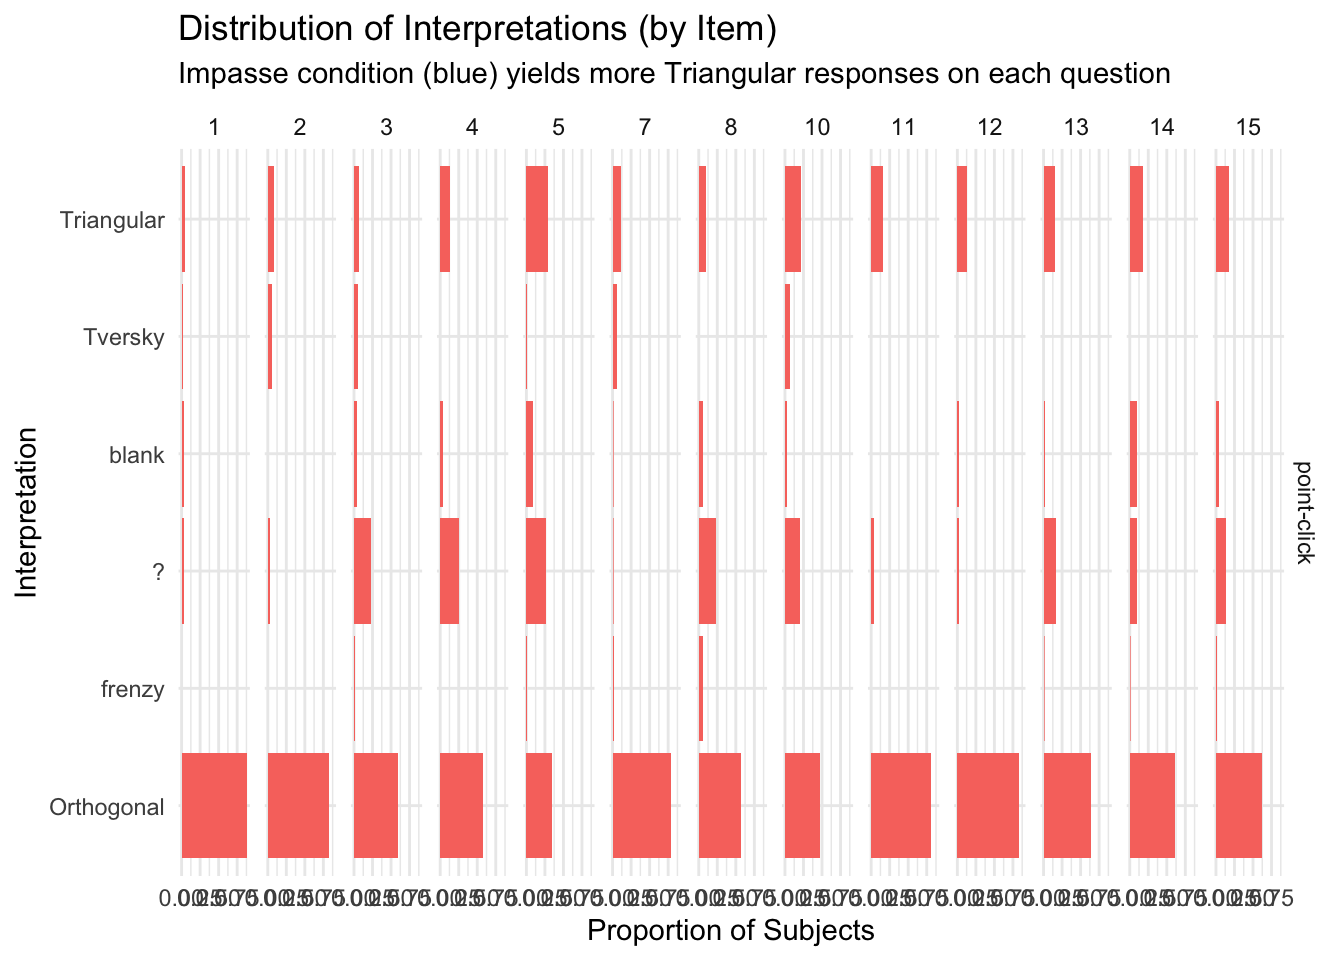 Distribution of Interpretations (by Item)
Impasse condition (blue) yields more Triangular responses on each question
1 2 3 4 5 7 8 10 11 12 13 14 15
Triangular
Tversky
blank
?
frenzy
Orthogonal
Interpretation
point-click
Proportion of Subjects